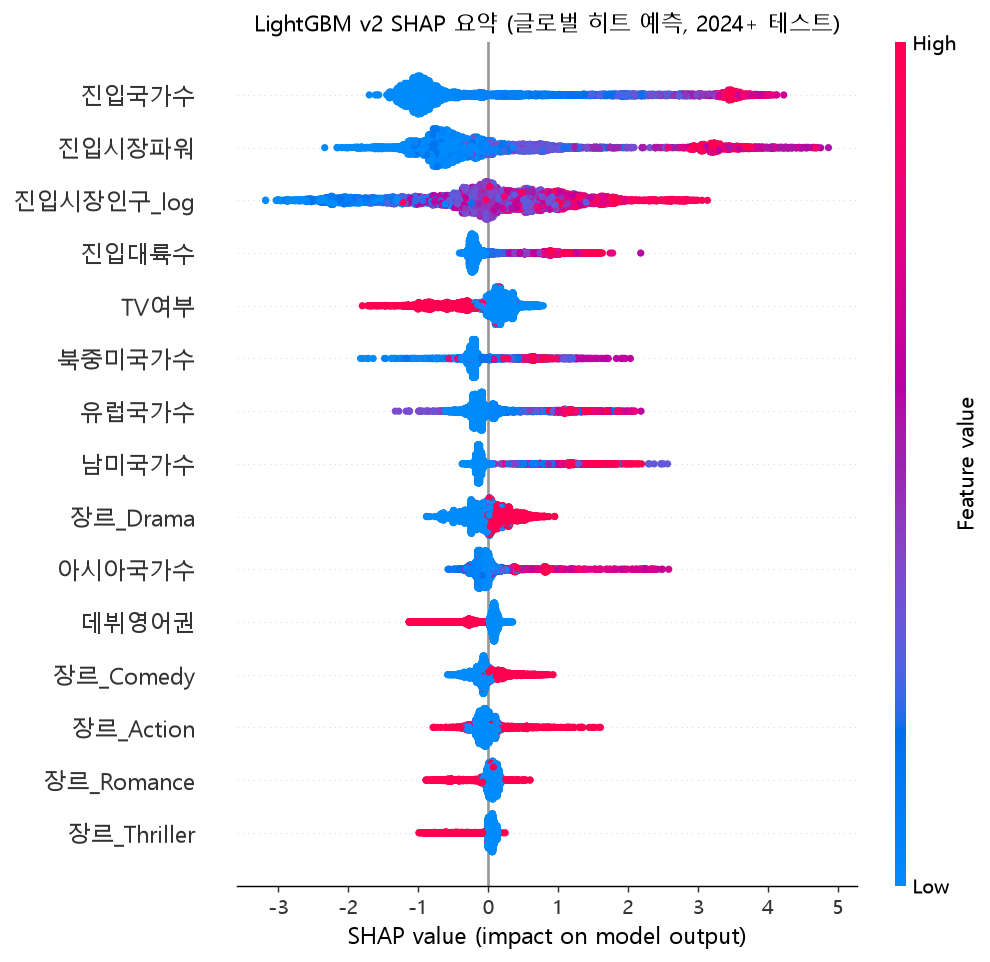 LightGBM v2 SHAP 요약 (글로벌 히트 예측, 2024+ 테스트)
High
진입국가수
진입시장파워
진입시장인구_log
진입대륙수
TV여부
북중미국가수
유럽국가수
남미국가수
장르_Drama
아시아국가수
데뷔영어권
장르_Comedy
장르_Action
장르_Romance
장르_Thriller
Feature value
Low
-3 -2 -1 0 1 2 3 4 5
SHAP value (impact on model output)